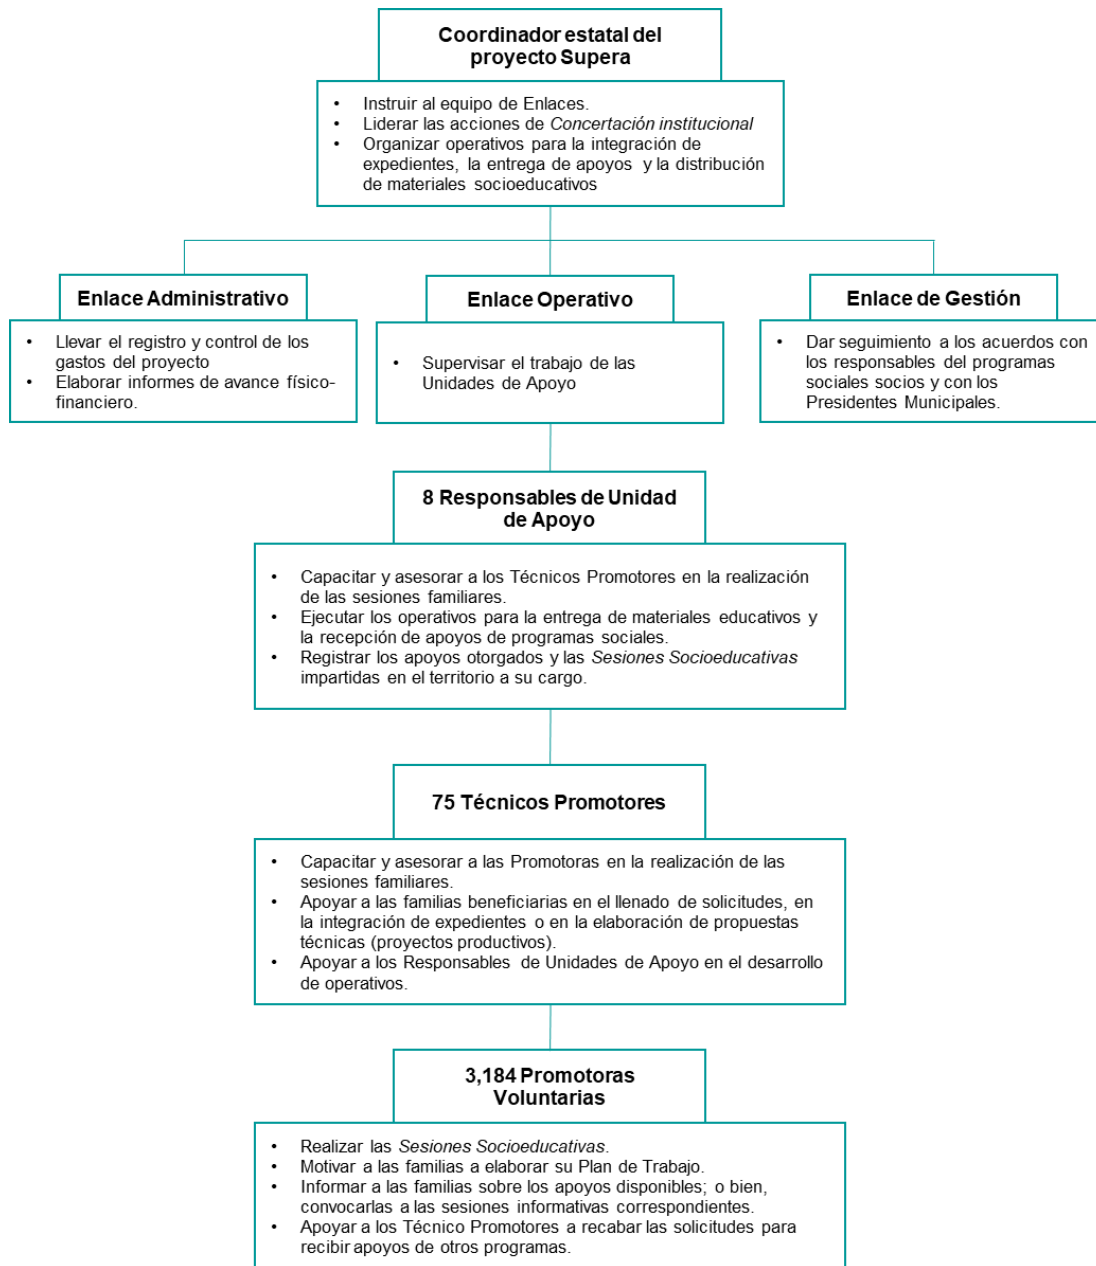 Coordinador estatal del
proyecto Supera
• Instruir al equipo de Enlaces.
• Liderar las acciones de Concertación institucional
• Organizar operativos para la integración de
expedientes, la entrega de apoyos y la distribución
de materiales socioeducativos
Enlace Administrativo
• Llevar el registro y control de los
gastos del proyecto
• Elaborar informes de avance físico-
financiero.
Enlace Operativo
• Supervisar el trabajo de las
Unidades de Apoyo
Enlace de Gestión
• Dar seguimiento a los acuerdos con
los responsables del programas
sociales socios y con los
Presidentes Municipales.
8 Responsables de Unidad
de Apoyo
• Capacitar y asesorar a los Técnicos Promotores en la realización
de las sesiones familiares.
• Ejecutar los operativos para la entrega de materiales educativos y
la recepción de apoyos de programas sociales.
• Registrar los apoyos otorgados y las Sesiones Socioeducativas
impartidas en el territorio a su cargo.
75 Técnicos Promotores
• Capacitar y asesorar a las Promotoras en la realización de las
sesiones familiares.
• Apoyar a las familias beneficiarias en el llenado de solicitudes, en
la integración de expedientes o en la elaboración de propuestas
técnicas (proyectos productivos).
• Apoyar a los Responsables de Unidades de Apoyo en el desarrollo
de operativos.
3,184 Promotoras
Voluntarias
• Realizar las Sesiones Socioeducativas.
• Motivar a las familias a elaborar su Plan de Trabajo.
• Informar a las familias sobre los apoyos disponibles; o bien,
convocarlas a las sesiones informativas correspondientes.
• Apoyar a los Técnico Promotores a recabar las solicitudes para
recibir apoyos de otros programas.